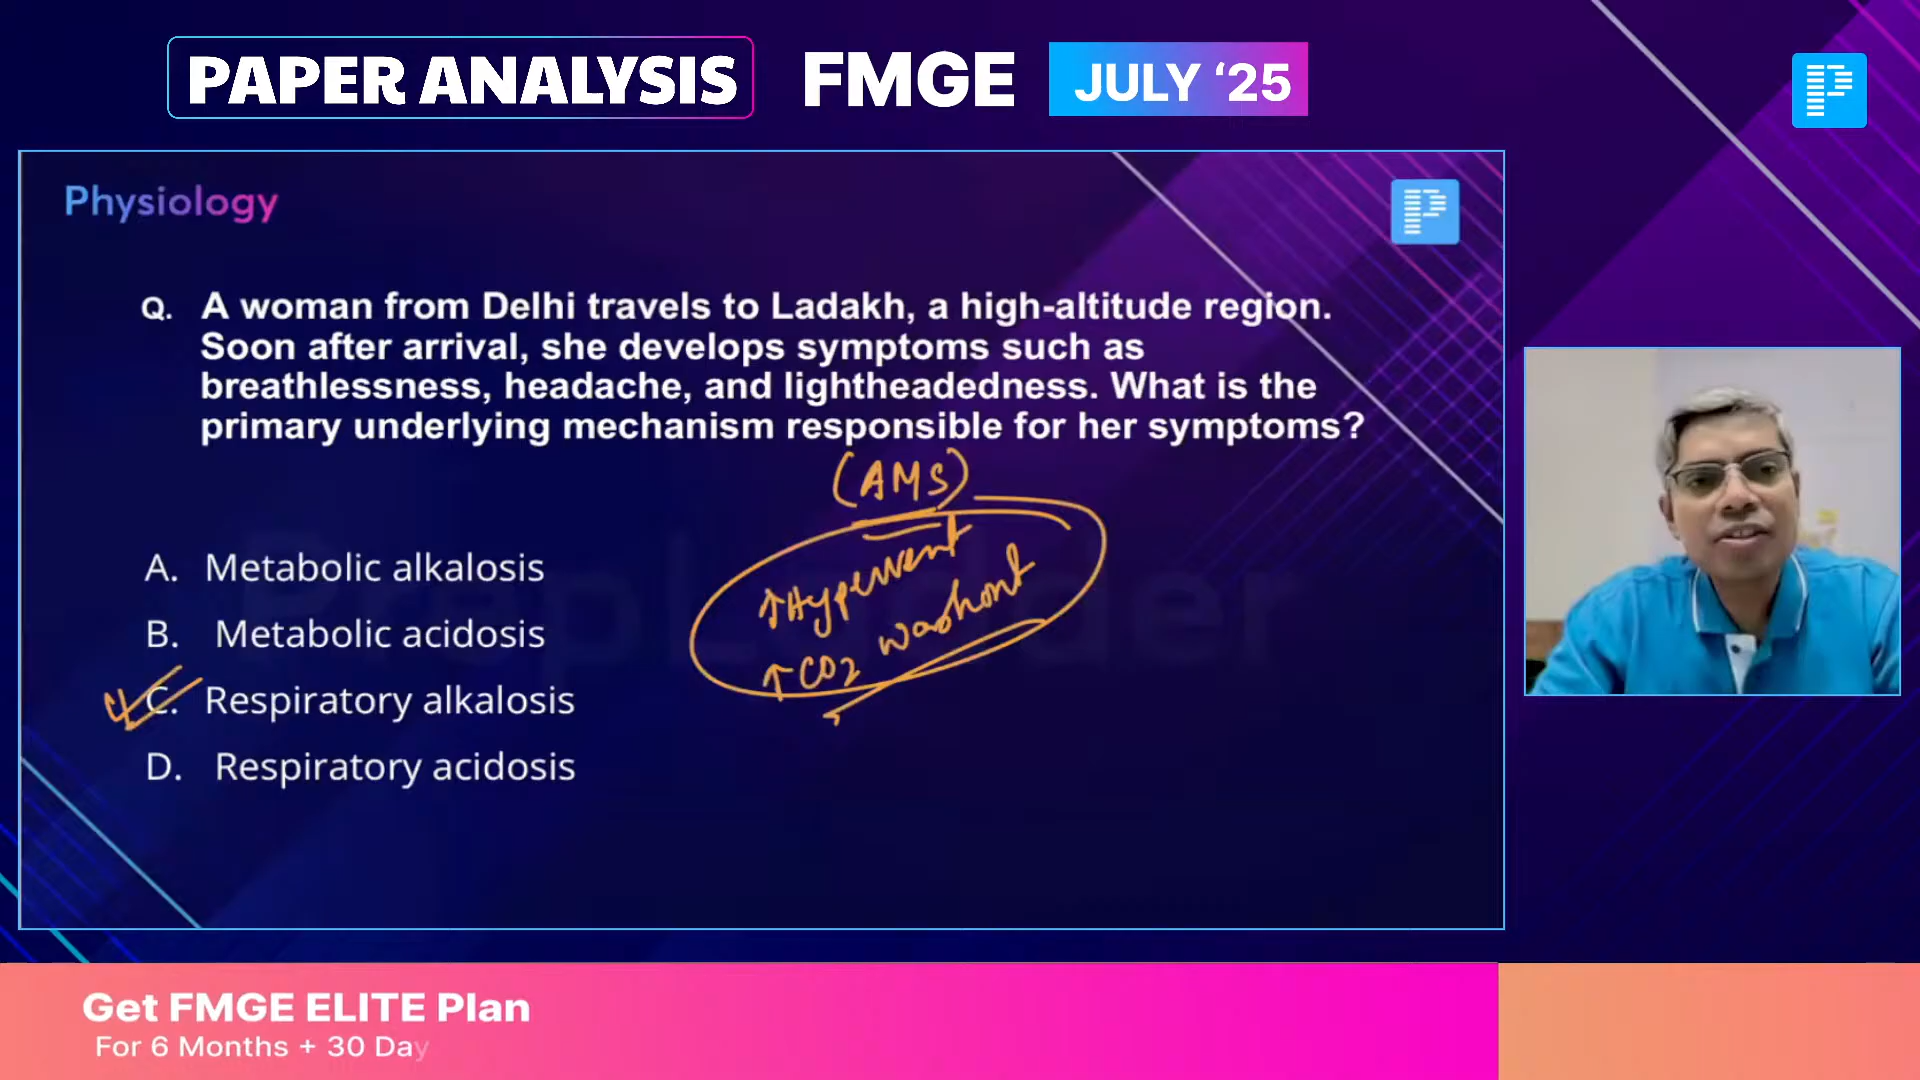 PAPER ANALYSIS FMGE JULY ‘25
Physiology
Q. A woman from Delhi travels to Ladakh, a high-altitude region.
Soon after arrival, she develops symptoms such as
breathlessness, headache, and lightheadedness. What is the
primary underlying mechanism responsible for her symptoms?
(AMS)
↑Hypervent
↑CO2 washout
A. Metabolic alkalosis
B. Metabolic acidosis
C. Respiratory alkalosis
D. Respiratory acidosis
PrepLadder
Get FMGE ELITE Plan
For 6 Months + 30 Day